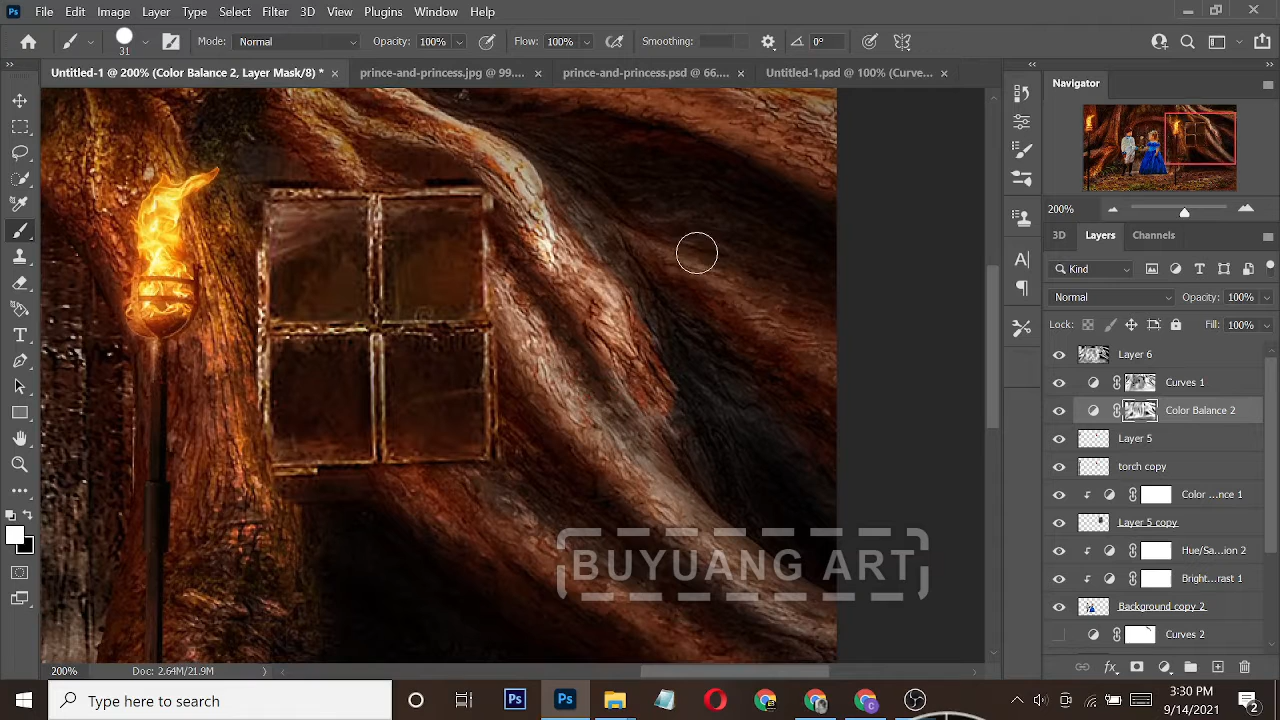 Ps File Edit Image Layer Type Select Filter 3D View Plugins Window Help
31 Mode: Normal Opacity: 100% Flow: 100% Smoothing: 0°
Untitled-1 @ 200% (Color Balance 2, Layer Mask/8) * × prince-and-princess.jpg @ 99.... × prince-and-princess.psd @ 66.... × Untitled-1.psd @ 100% (Curve... ×
Navigator
200%
3D Layers Channels
Kind
Normal Opacity: 100%
Lock: Fill: 100%
Layer 6
Curves 1
Color Balance 2
Layer 5
torch copy
Color ...nce 1
Layer 5 copy
Hue/Sa...ion 2
Bright...rast 1
Background copy 2
Curves 2
BUYUANG ART
200% Doc: 2.64M/21.9M
Type here to search
3:30 PM
9/14/2021
2